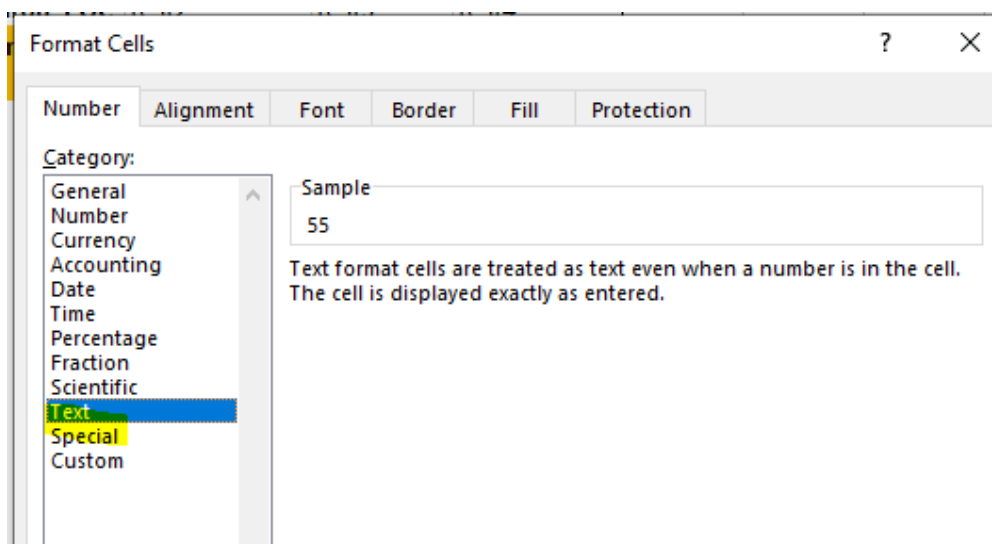 Format Cells ? X
Number Alignment Font Border Fill Protection
Category:
General
Number
Currency
Accounting
Date
Time
Percentage
Fraction
Scientific
Text
Special
Custom
Sample
55
Text format cells are treated as text even when a number is in the cell.
The cell is displayed exactly as entered.